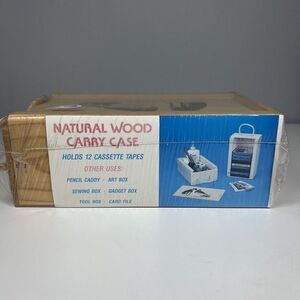 NATURAL WOOD
CARRY CASE
HOLDS 12 CASSETTE TAPES
OTHER USES:
PENCIL CADDY · ART BOX
SEWING BOX · GADGET BOX
TOOL BOX · CARD FILE